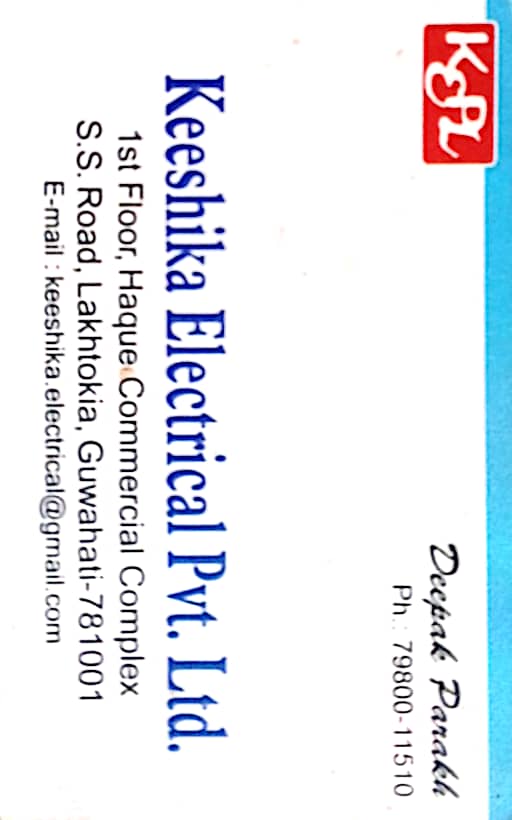 KEPL
Deepak Parakh
Ph.: 79800-11510
Keeshika Electrical Pvt. Ltd.
1st Floor, Haque Commercial Complex
S.S. Road, Lakhtokia, Guwahati-781001
E-mail : keeshika.electrical@gmail.com